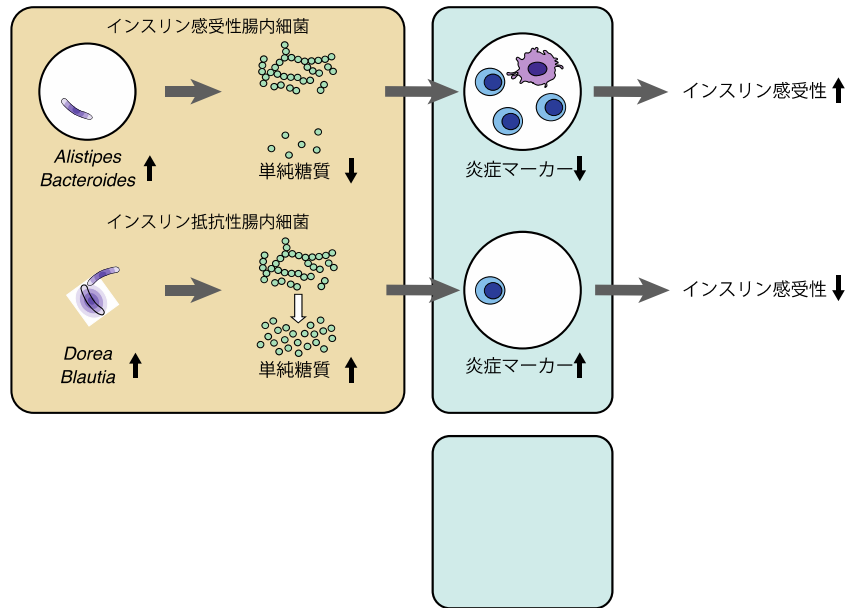 インスリン感受性腸内細菌
Alistipes
Bacteroides
単純糖質
炎症マーカー
インスリン感受性
インスリン抵抗性腸内細菌
Dorea
Blautia
単純糖質
炎症マーカー
インスリン感受性